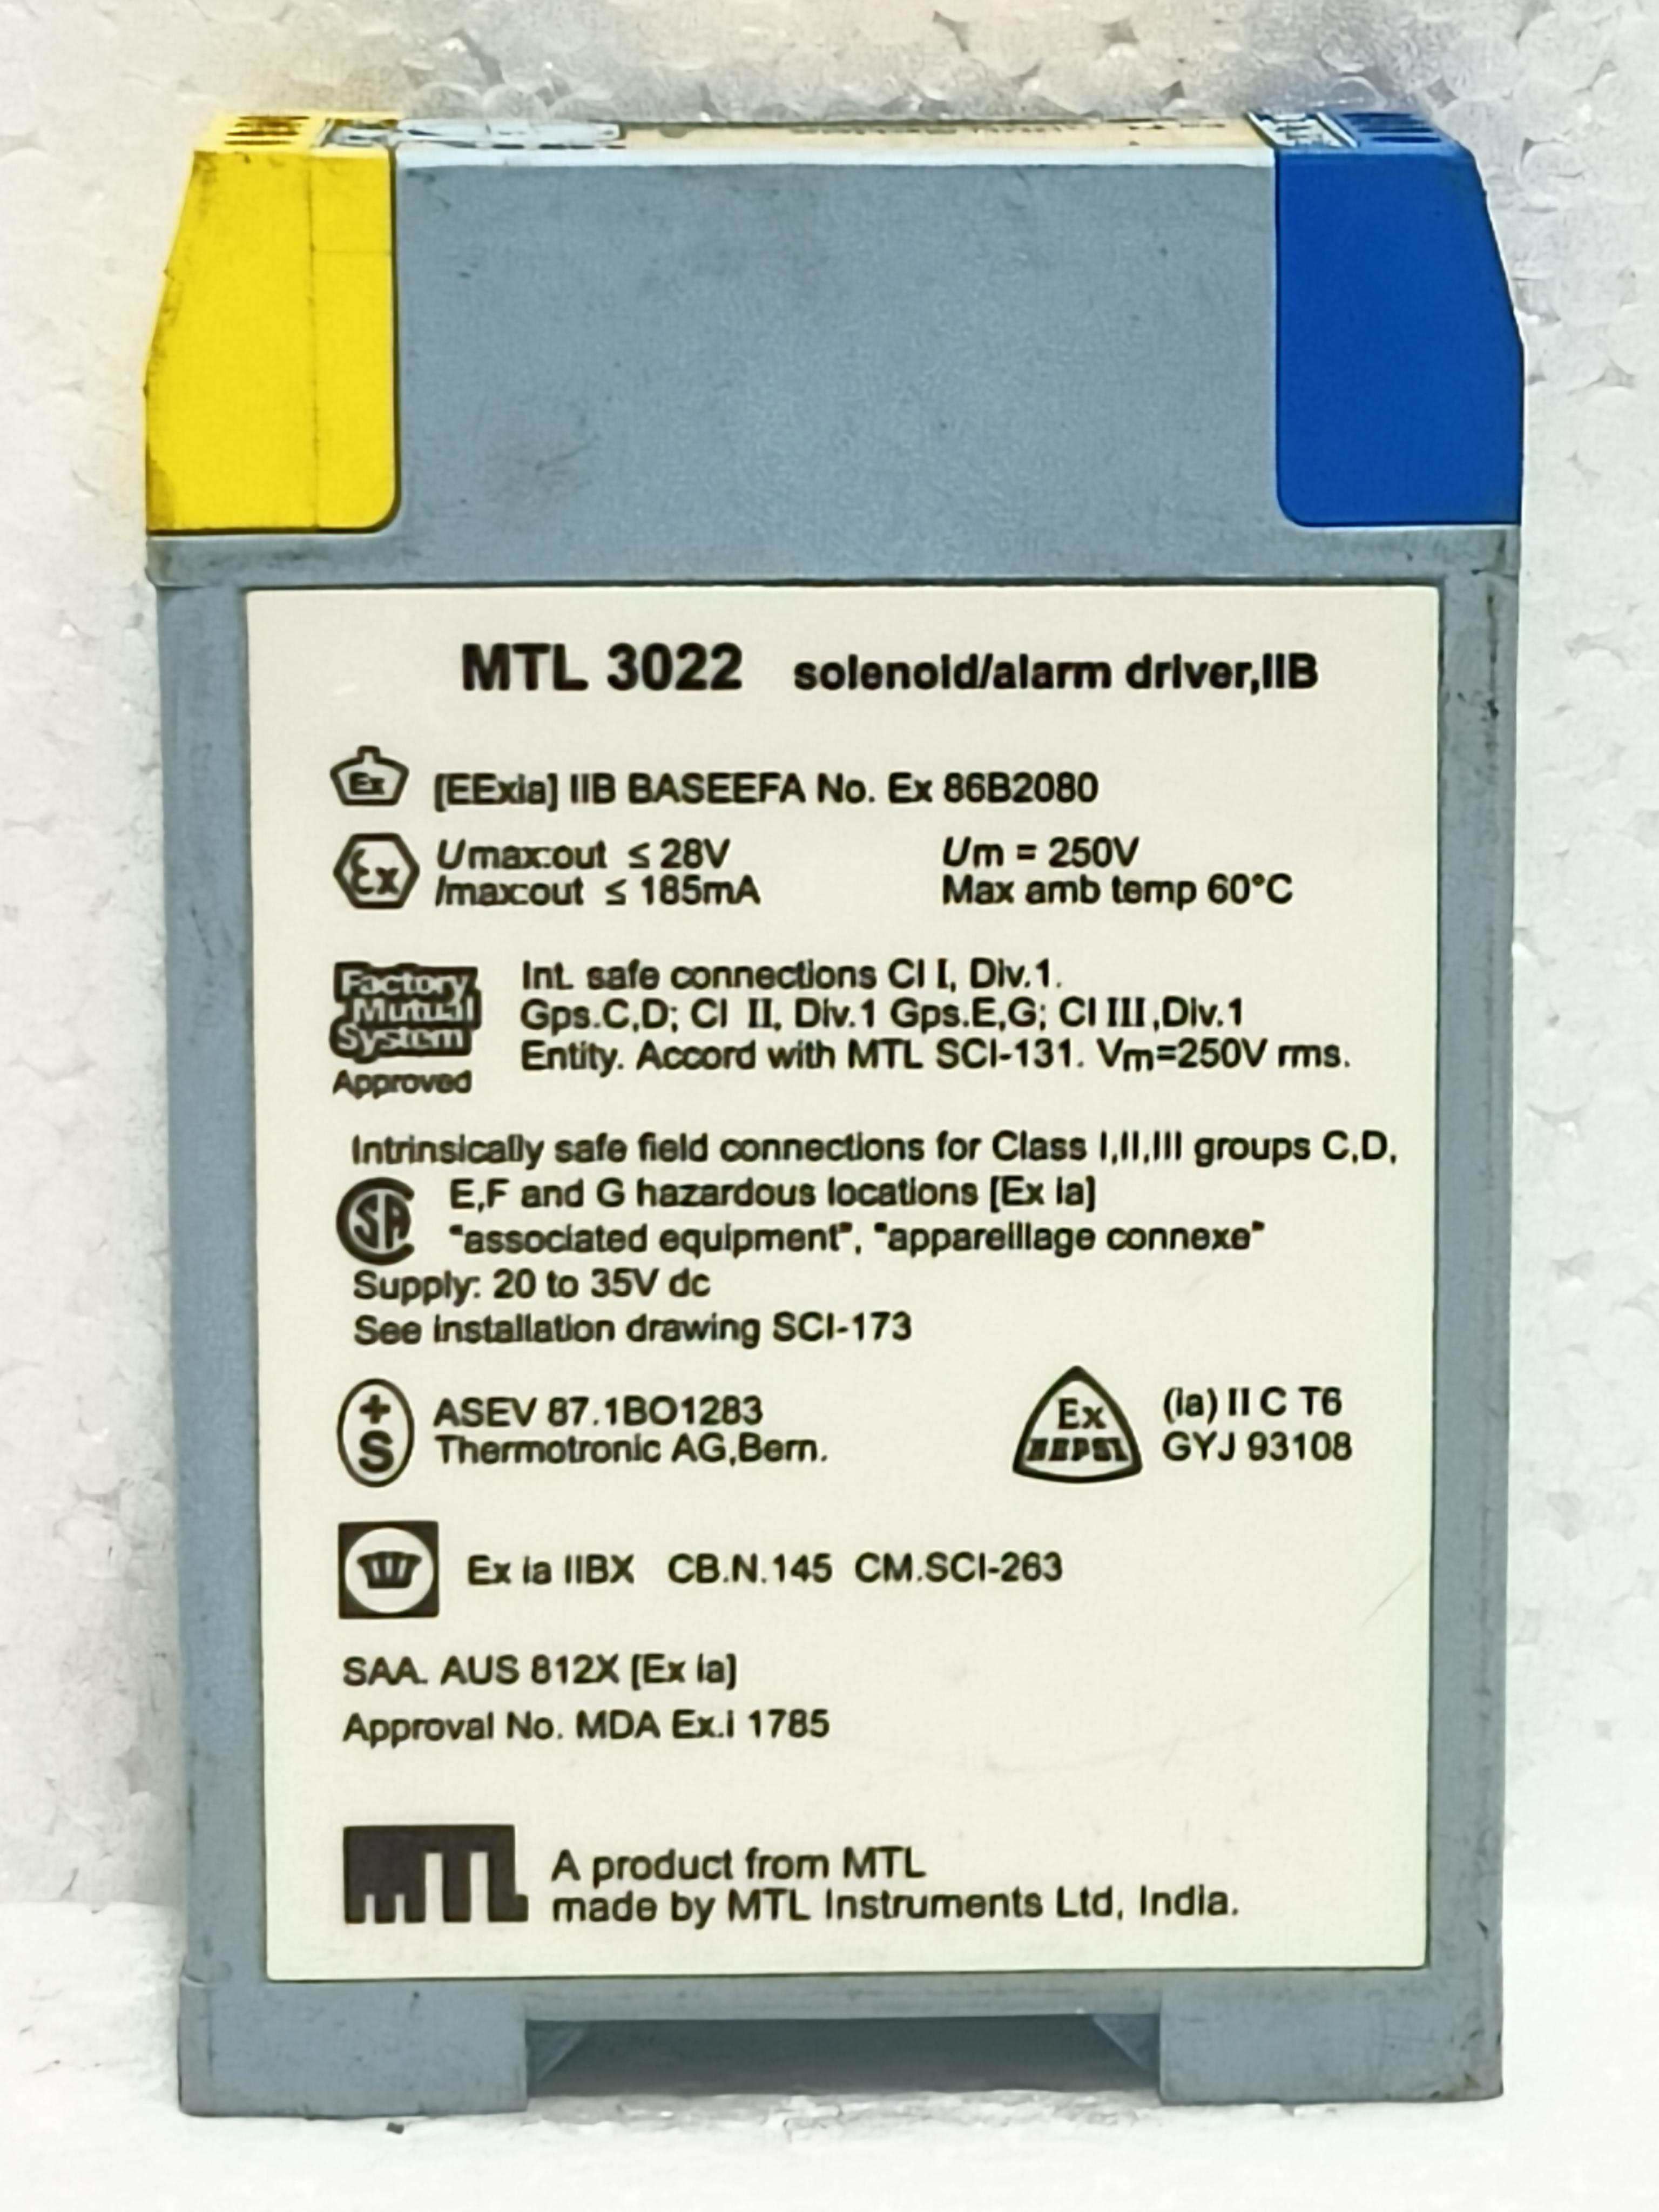 MTL 3022 solenoid/alarm driver,IIB
Ex [EExia] IIB BASEEFA No. Ex 86B2080
Ex Umax:out ≤ 28V Um = 250V
Imax:out ≤ 185mA Max amb temp 60°C
Factory Mutual System Approved
Int. safe connections Cl I, Div.1.
Gps.C,D; Cl II, Div.1 Gps.E,G; Cl III,Div.1
Entity. Accord with MTL SCI-131. Vm=250V rms.
Intrinsically safe field connections for Class I,II,III groups C,D,
SA E,F and G hazardous locations [Ex ia]
"associated equipment", "appareillage connexe"
Supply: 20 to 35V dc
See installation drawing SCI-173
+S ASEV 87.1BO1283
Thermotronic AG,Bern.
Ex NEPSI (ia) II C T6
GYJ 93108
Ex ia IIBX CB.N.145 CM.SCI-263
SAA. AUS 812X [Ex ia]
Approval No. MDA Ex.i 1785
MTL A product from MTL
made by MTL Instruments Ltd, India.